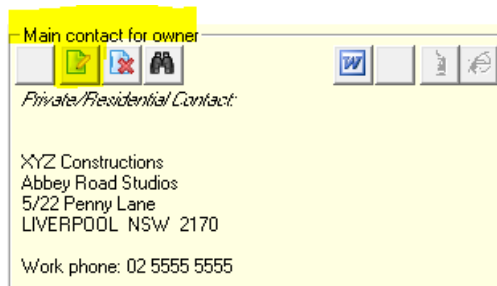 Main contact for owner
W
Private/Residential Contact:
XYZ Constructions
Abbey Road Studios
5/22 Penny Lane
LIVERPOOL NSW 2170
Work phone: 02 5555 5555